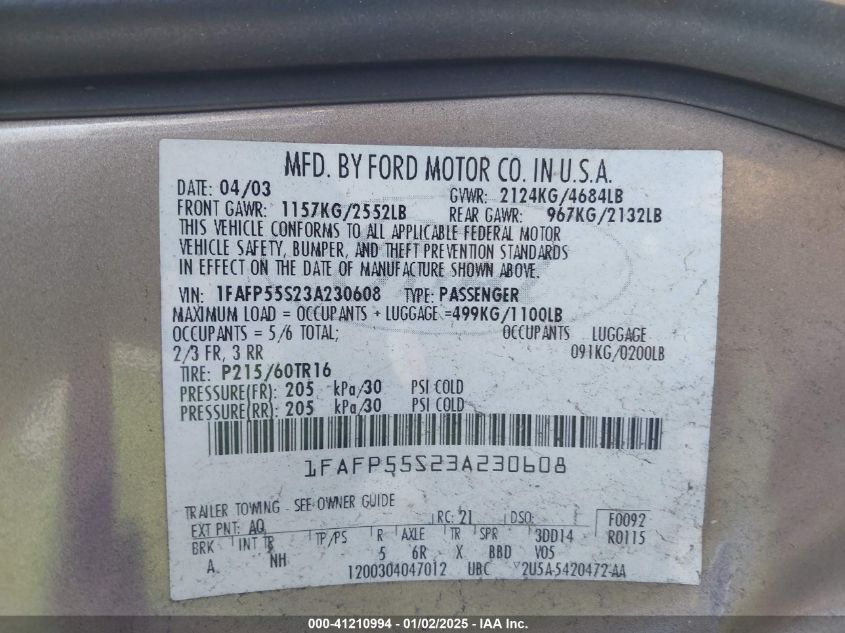 MFD. BY FORD MOTOR CO. IN U.S.A.
DATE: 04/03 GVWR: 2124KG/4684LB
FRONT GAWR: 1157KG/2552LB REAR GAWR: 967KG/2132LB
THIS VEHICLE CONFORMS TO ALL APPLICABLE FEDERAL MOTOR
VEHICLE SAFETY, BUMPER, AND THEFT PREVENTION STANDARDS
IN EFFECT ON THE DATE OF MANUFACTURE SHOWN ABOVE.
VIN: 1FAFP55S23A230608 TYPE: PASSENGER
MAXIMUM LOAD = OCCUPANTS + LUGGAGE =499KG/1100LB
OCCUPANTS = 5/6 TOTAL; OCCUPANTS LUGGAGE
2/3 FR, 3 RR 091KG/0200LB
TIRE: P215/60TR16
PRESSURE(FR) 205 kPa/30 PSI COLD
PRESSURE(RR) 205 kPa/30 PSI COLD
1FAFP55S23A230608
TRAILER TOWING - SEE OWNER GUIDE
EXT PNT: AQ RC: 21 DSO: F0092
BRK INT TR TP/PS R AXLE TR SPR 3DD14 R0115
A NH 5 6R X BBD V05
1200304047012 UBC 2U5A-5420472-AA
000-41210994 - 01/02/2025 - IAA Inc.